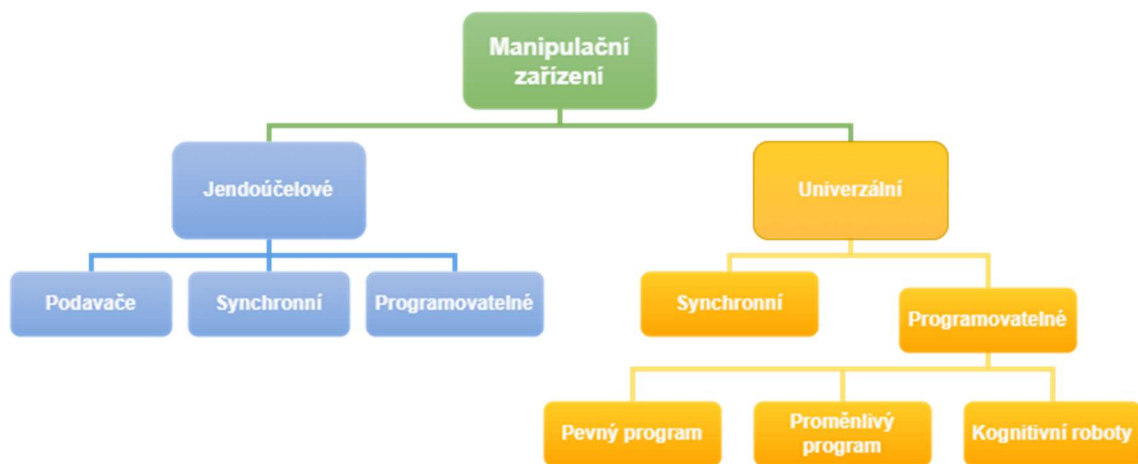 Manipulační
zařízení
Jendoúčelové
Univerzální
Podavače
Synchronní
Programovatelné
Synchronní
Programovatelné
Pevný program
Proměnlivý
program
Kognitivní roboty